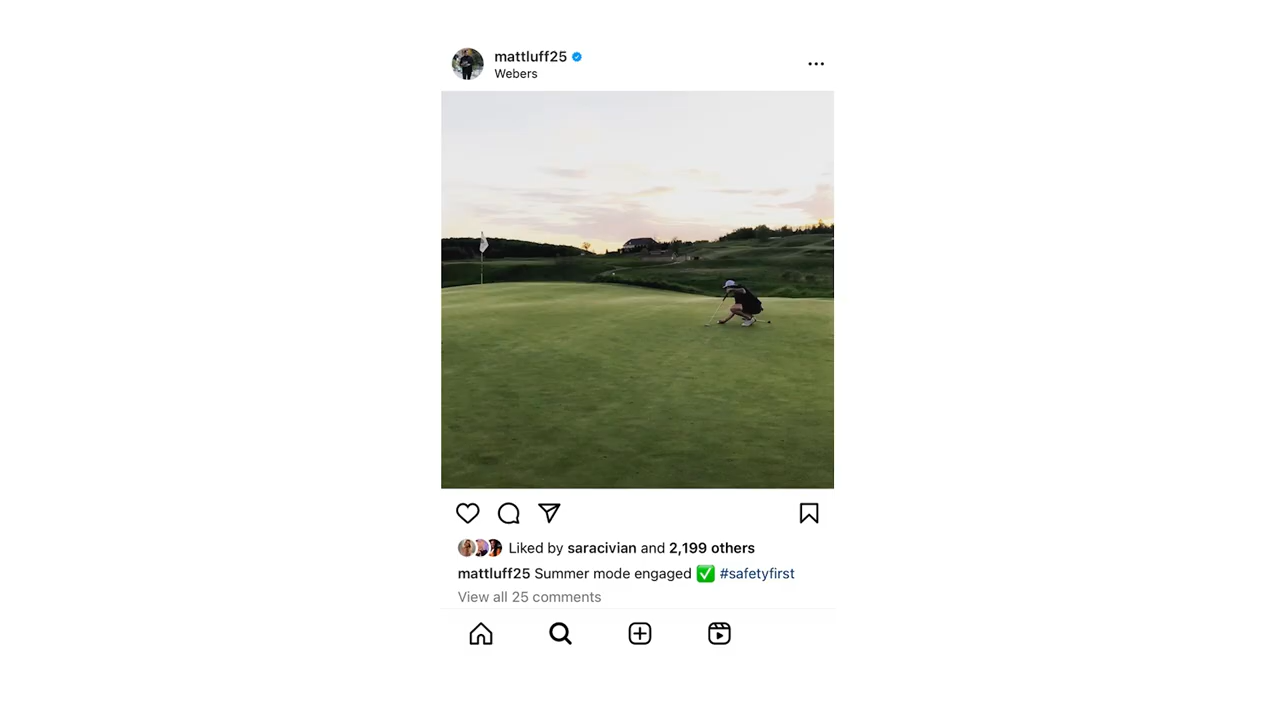 mattluff25
Webers
Liked by saracivian and 2,199 others
mattluff25 Summer mode engaged ✅ #safetyfirst
View all 25 comments